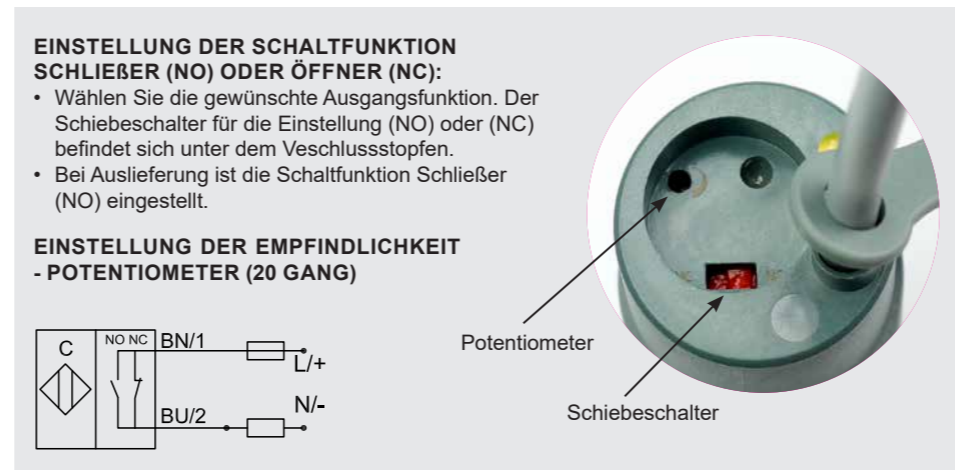 EINSTELLUNG DER SCHALTFUNKTION
SCHLIEßER (NO) ODER ÖFFNER (NC):
• Wählen Sie die gewünschte Ausgangsfunktion. Der
Schiebeschalter für die Einstellung (NO) oder (NC)
befindet sich unter dem Veschlussstopfen.
• Bei Auslieferung ist die Schaltfunktion Schließer
(NO) eingestellt.
EINSTELLUNG DER EMPFINDLICHKEIT
- POTENTIOMETER (20 GANG)
C
NO NC
BN/1
L/+
BU/2
N/-
Potentiometer
Schiebeschalter